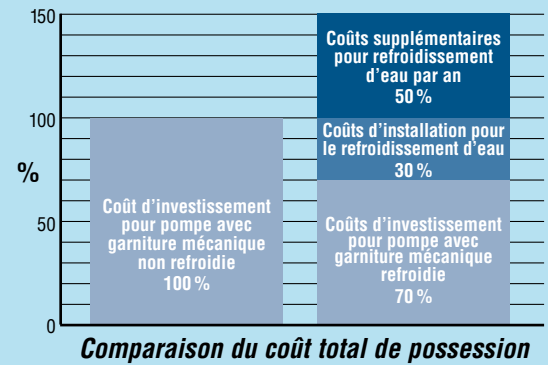 150
100
%
50
0
Coût d'investissement
pour pompe avec
garniture mécanique
non refroidie
100 %
Coûts supplémentaires
pour refroidissement
d'eau par an
50 %
Coûts d'installation pour
le refroidissement d'eau
30 %
Coûts d'investissement
pour pompe avec
garniture mécanique
refroidie
70 %
Comparaison du coût total de possession